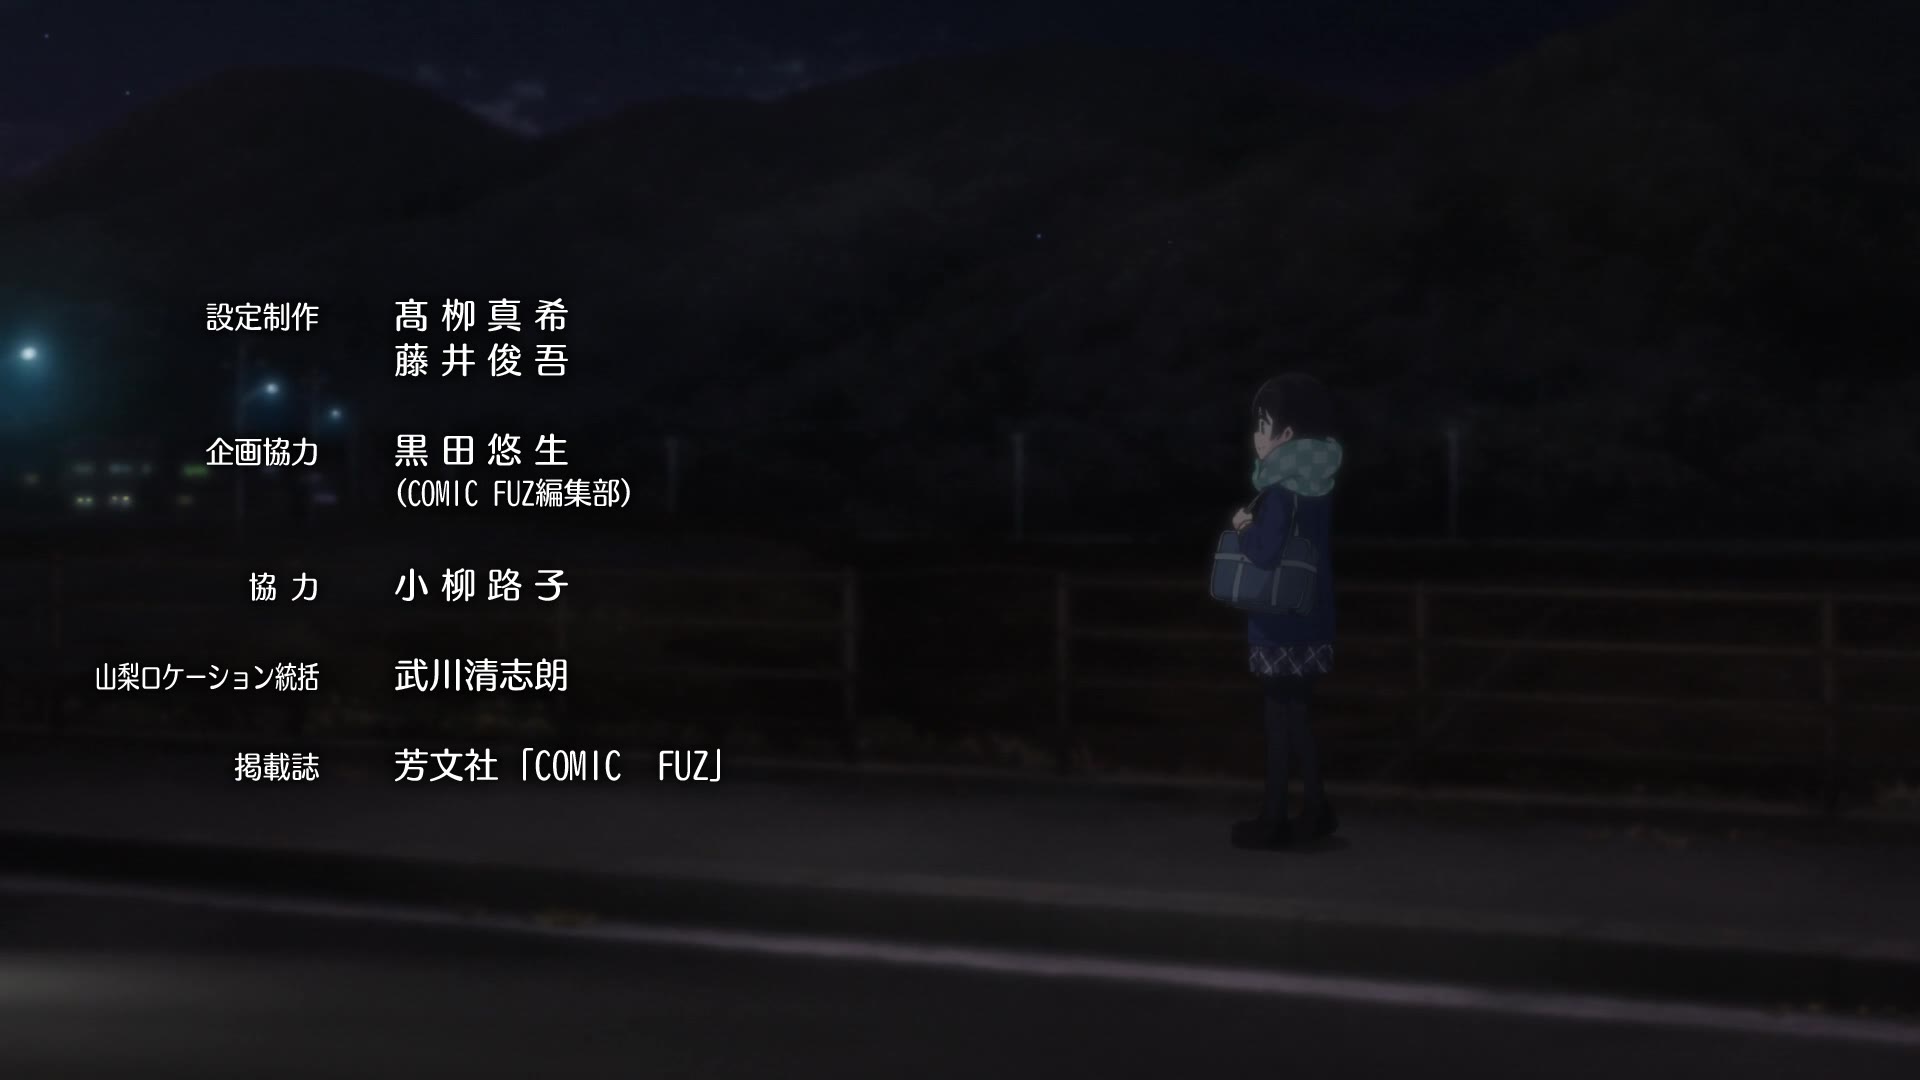 設定制作 髙栁真希
藤井俊吾
企画協力 黒田悠生
(COMIC FUZ編集部)
協力 小柳路子
山梨ロケーション統括 武川清志朗
掲載誌 芳文社「COMIC FUZ」